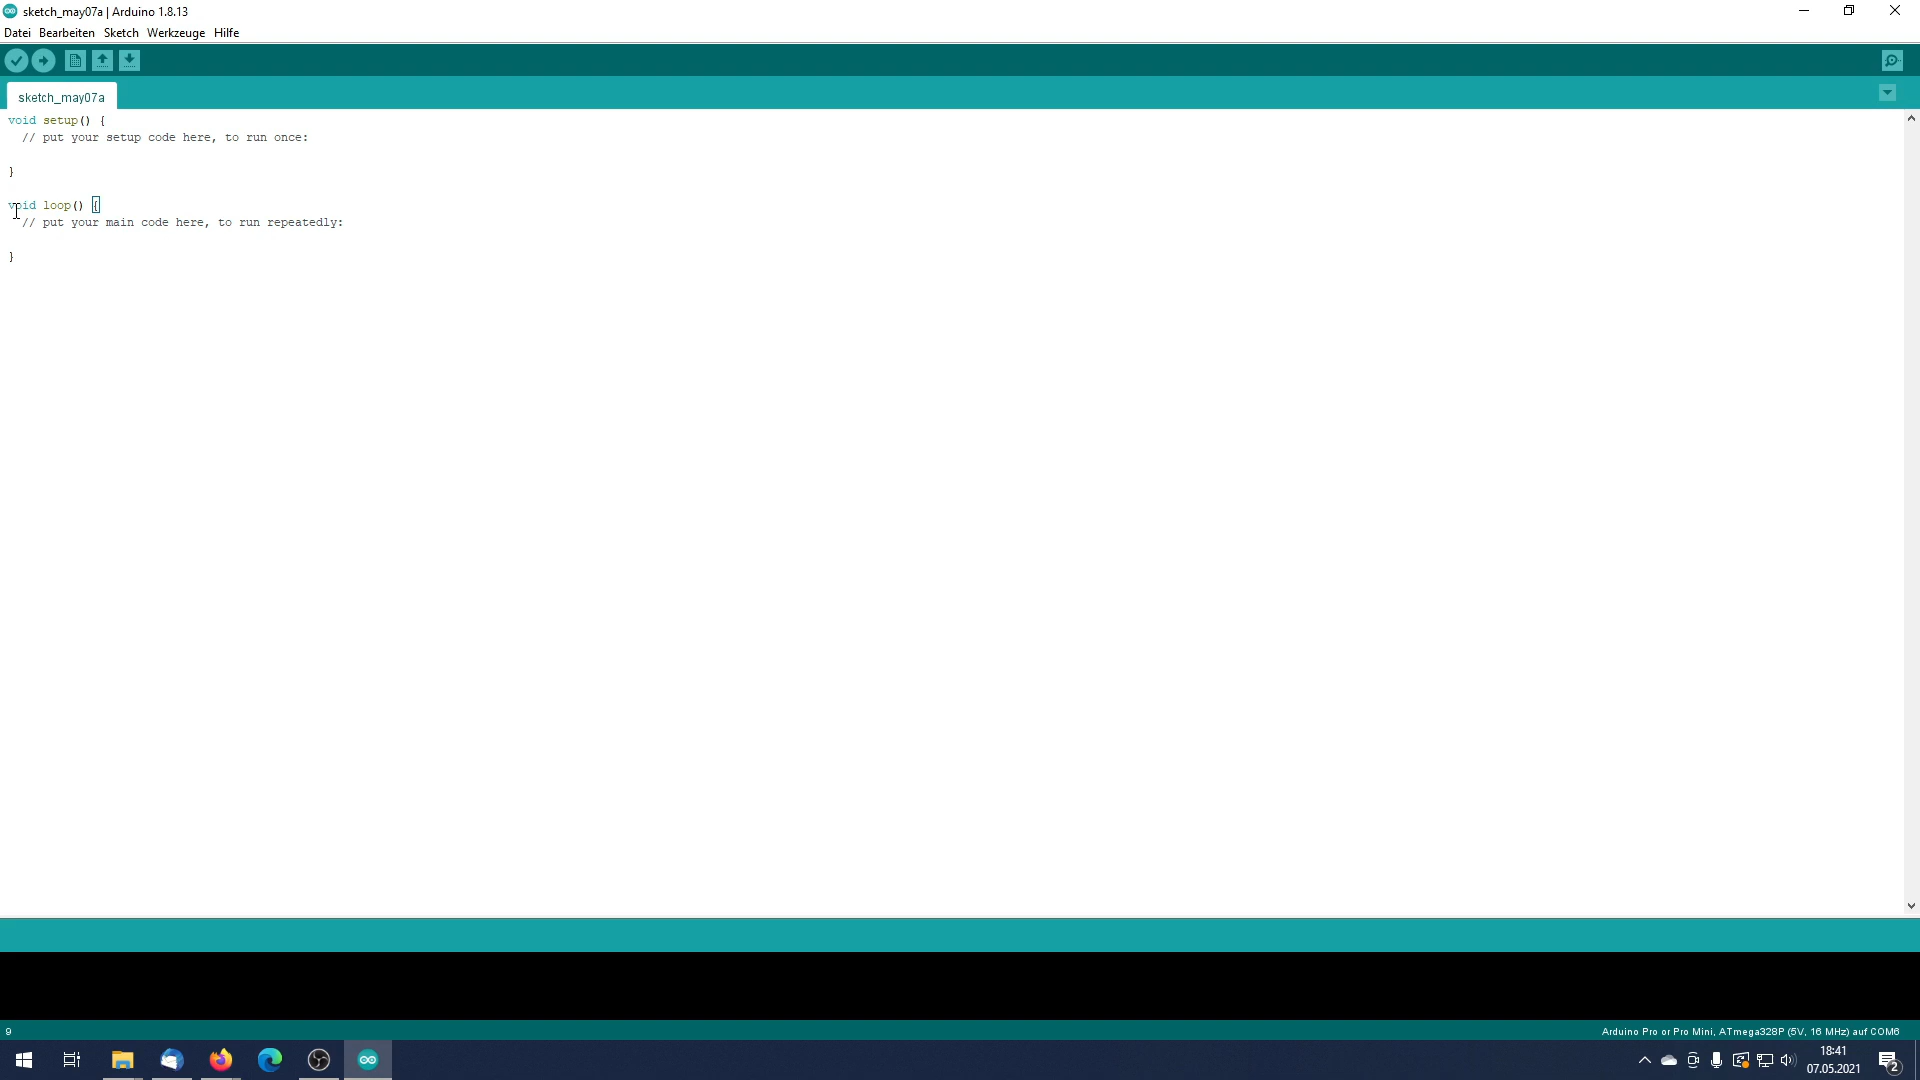 sketch_may07a | Arduino 1.8.13
Datei Bearbeiten Sketch Werkzeuge Hilfe
sketch_may07a
void setup() {
  // put your setup code here, to run once:
}
void loop() {
  // put your main code here, to run repeatedly:
}
9
Arduino Pro or Pro Mini, ATmega328P (5V, 16 MHz) auf COM6
18:41
07.05.2021
2